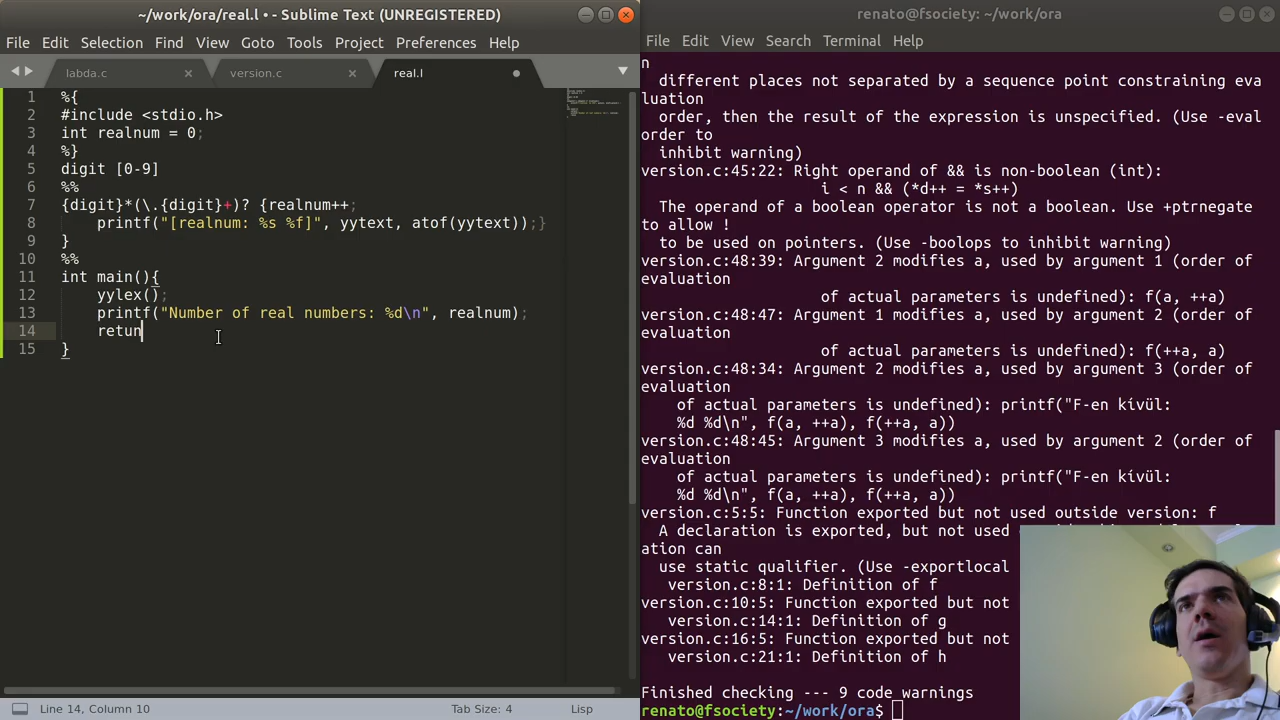 ~/work/ora/real.l • - Sublime Text (UNREGISTERED)
File Edit Selection Find View Goto Tools Project Preferences Help
labda.c × version.c × real.l
1 %{
2 #include <stdio.h>
3 int realnum = 0;
4 %}
5 digit [0-9]
6 %%
7 {digit}*(\.{digit}+)? {realnum++;
8 printf("[realnum: %s %f]", yytext, atof(yytext));}
9 }
10 %%
11 int main(){
12 yylex();
13 printf("Number of real numbers: %d\n", realnum);
14 retun
15 }
Line 14, Column 10 Tab Size: 4 Lisp
renato@fsociety: ~/work/ora
File Edit View Search Terminal Help
n
different places not separated by a sequence point constraining eva
luation
order, then the result of the expression is unspecified. (Use -eval
order to
inhibit warning)
version.c:45:22: Right operand of && is non-boolean (int):
i < n && (*d++ = *s++)
The operand of a boolean operator is not a boolean. Use +ptrnegate
to allow !
to be used on pointers. (Use -boolops to inhibit warning)
version.c:48:39: Argument 2 modifies a, used by argument 1 (order of
evaluation
of actual parameters is undefined): f(a, ++a)
version.c:48:47: Argument 1 modifies a, used by argument 2 (order of
evaluation
of actual parameters is undefined): f(++a, a)
version.c:48:34: Argument 2 modifies a, used by argument 3 (order of
evaluation
of actual parameters is undefined): printf("F-en kívül:
%d %d\n", f(a, ++a), f(++a, a))
version.c:48:45: Argument 3 modifies a, used by argument 2 (order of
evaluation
of actual parameters is undefined): printf("F-en kívül:
%d %d\n", f(a, ++a), f(++a, a))
version.c:5:5: Function exported but not used outside version: f
A declaration is exported, but not used
ation can
use static qualifier. (Use -exportlocal
version.c:8:1: Definition of f
version.c:10:5: Function exported but not
version.c:14:1: Definition of g
version.c:16:5: Function exported but not
version.c:21:1: Definition of h
Finished checking --- 9 code warnings
renato@fsociety:~/work/ora$